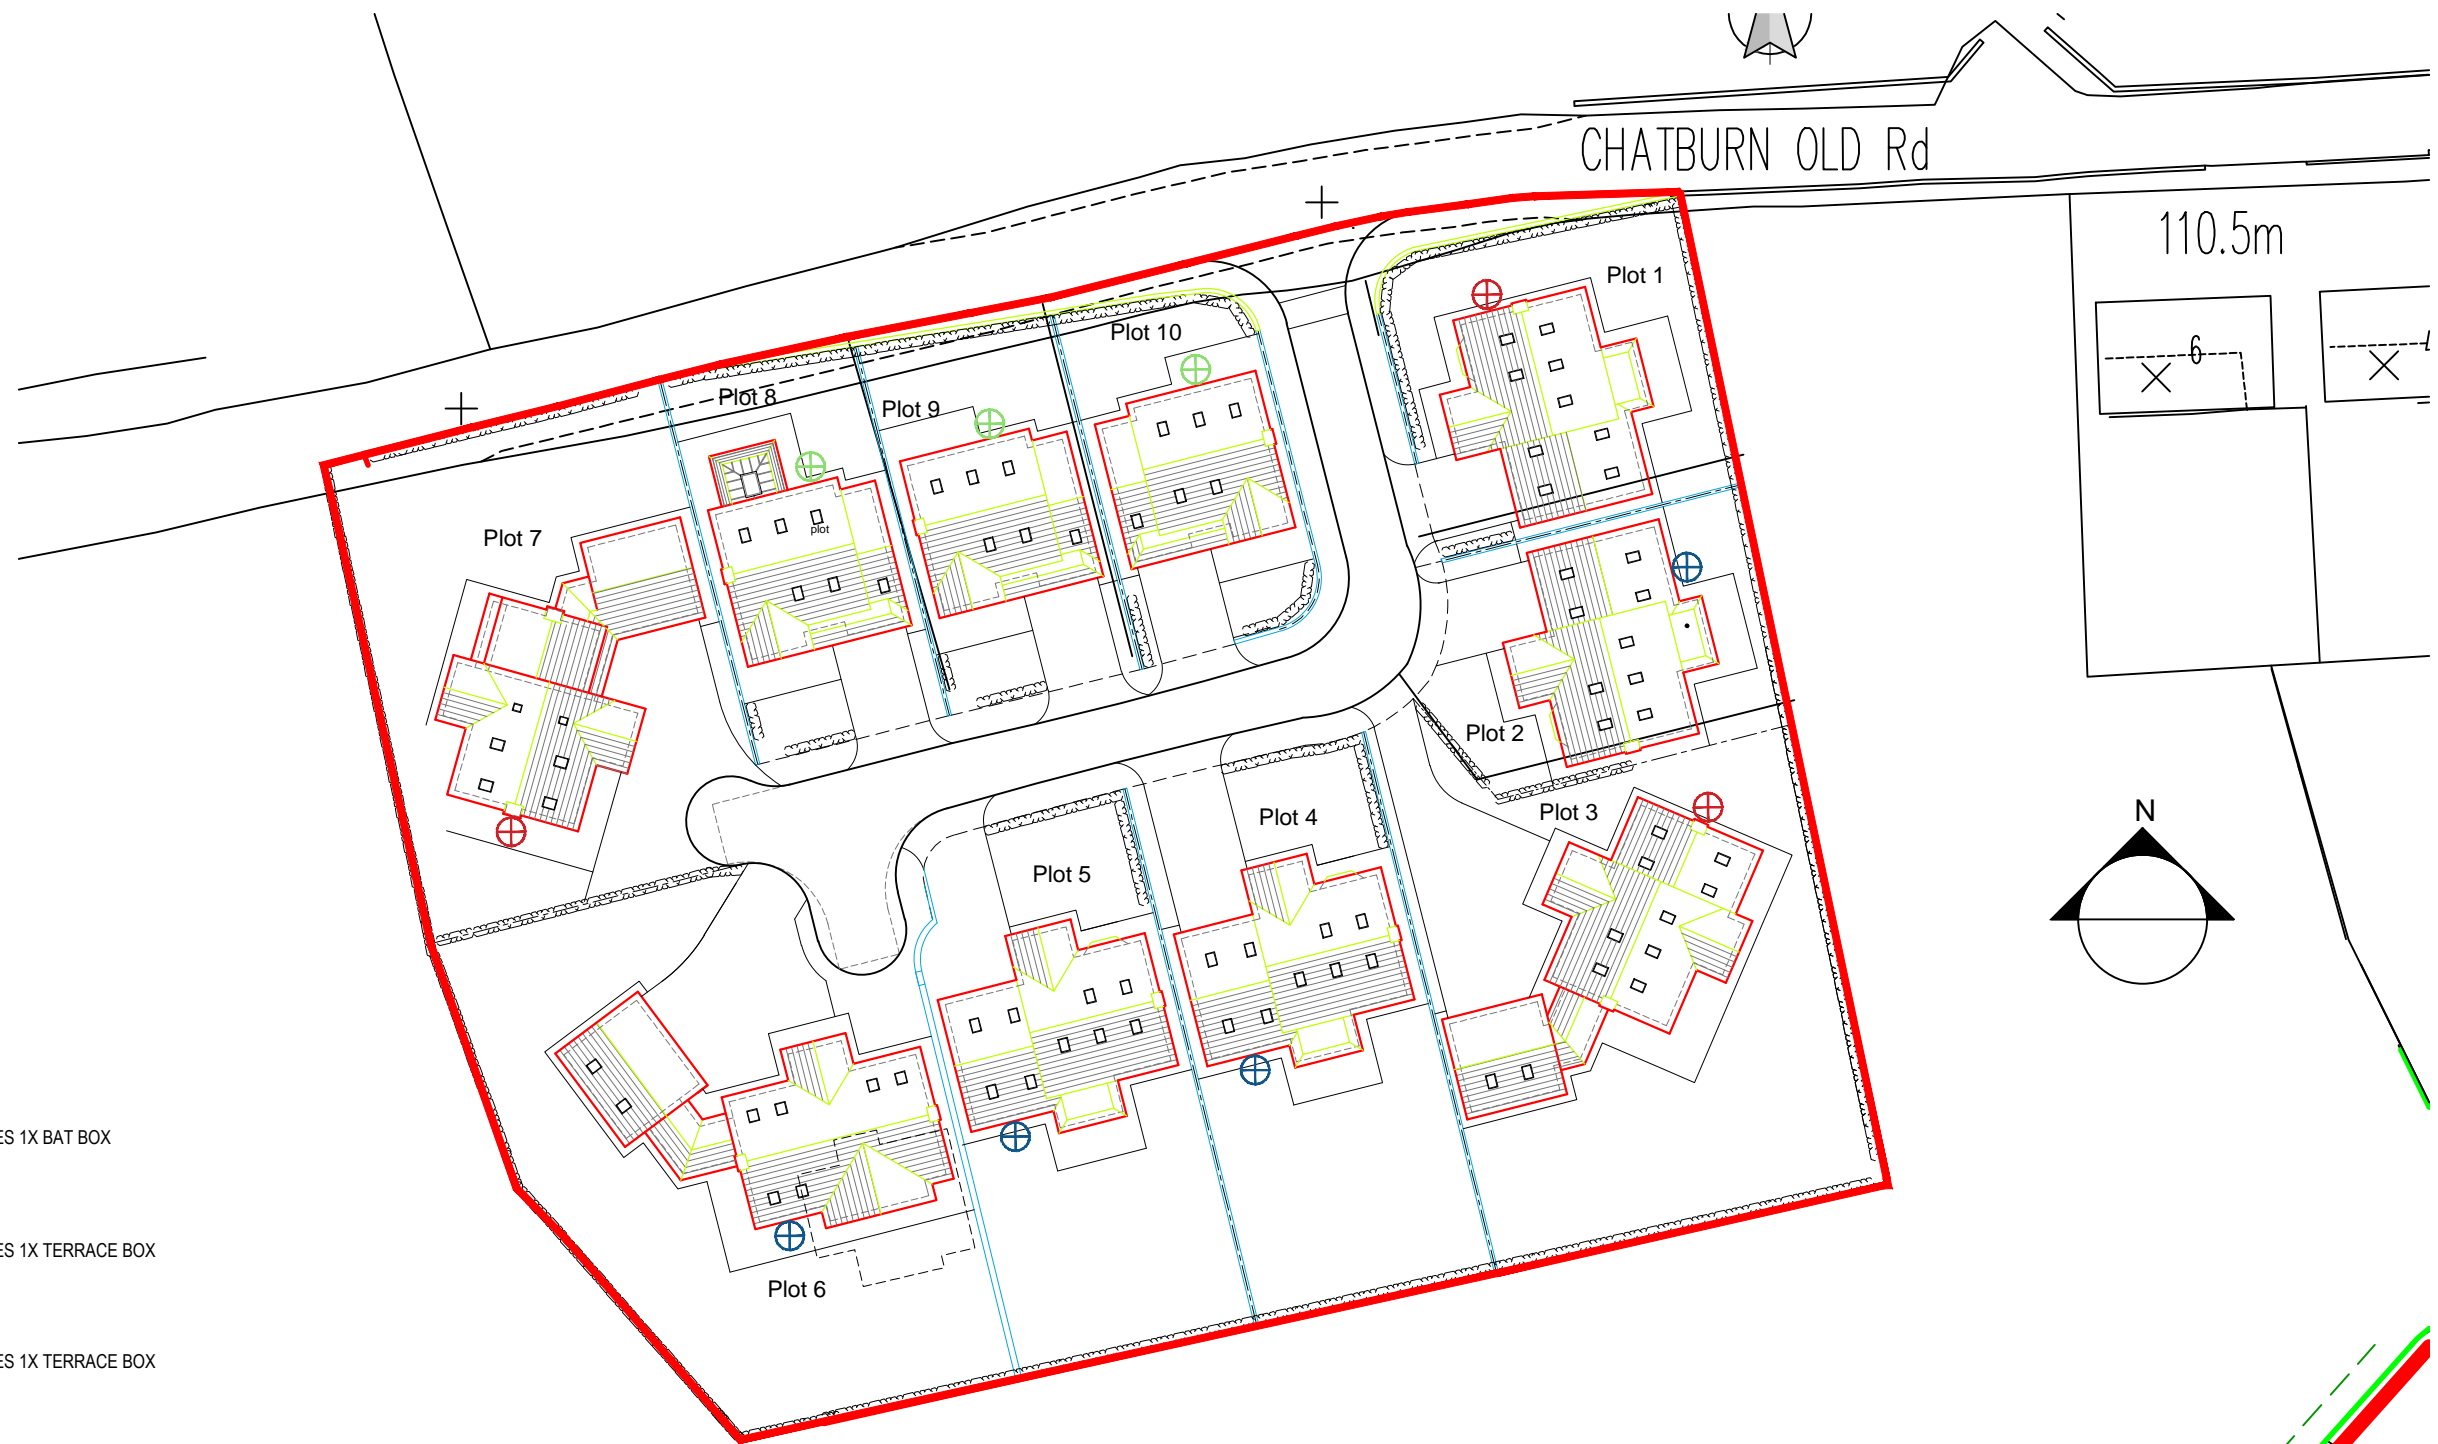 CHATBURN OLD Rd
110.5m
Plot 1
Plot 10
6
Plot 8
Plot 9
plot
Plot 7
Plot 2
Plot 3
Plot 4
N
Plot 5
ES 1X BAT BOX
ES 1X TERRACE BOX
Plot 6
ES 1X TERRACE BOX